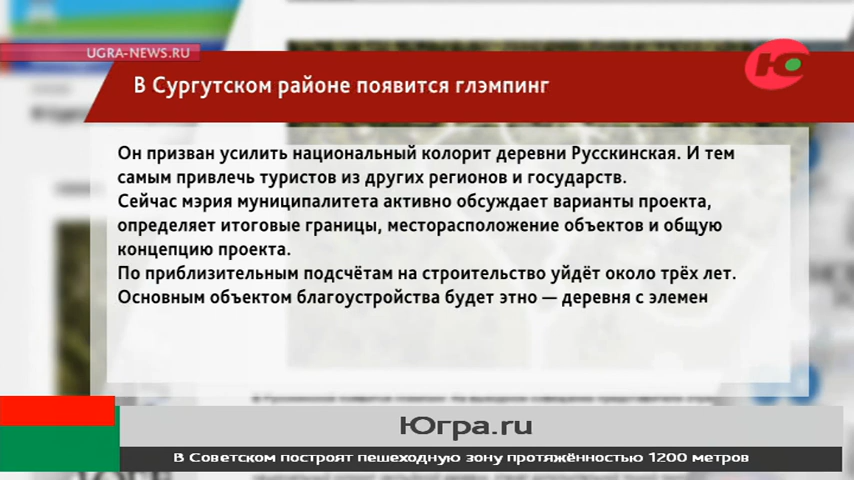 UGRA-NEWS.RU
В Сургутском районе появится глэмпинг
Ю
Он призван усилить национальный колорит деревни Русскинская. И тем
самым привлечь туристов из других регионов и государств.
Сейчас мэрия муниципалитета активно обсуждает варианты проекта,
определяет итоговые границы, месторасположение объектов и общую
концепцию проекта.
По приблизительным подсчётам на строительство уйдёт около трёх лет.
Основным объектом благоустройства будет этно — деревня с элемен
Югра.ru
В Советском построят пешеходную зону протяжённостью 1200 метров